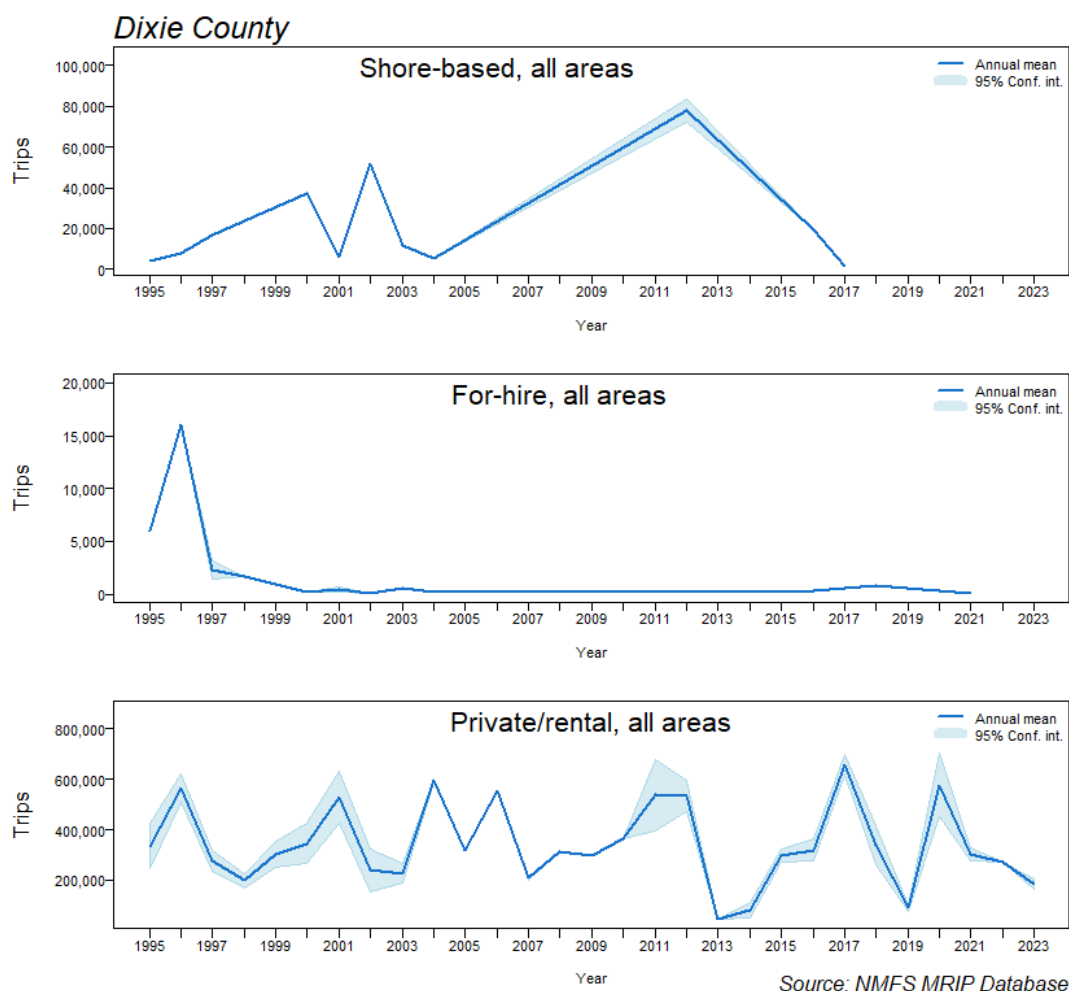 Dixie County
Shore-based, all areas
Annual mean
95% Conf. int.
Trips
100,000
80,000
60,000
40,000
20,000
0
1995 1997 1999 2001 2003 2005 2007 2009 2011 2013 2015 2017 2019 2021 2023
Year
For-hire, all areas
Annual mean
95% Conf. int.
Trips
20,000
15,000
10,000
5,000
0
1995 1997 1999 2001 2003 2005 2007 2009 2011 2013 2015 2017 2019 2021 2023
Year
Private/rental, all areas
Annual mean
95% Conf. int.
Trips
800,000
600,000
400,000
200,000
1995 1997 1999 2001 2003 2005 2007 2009 2011 2013 2015 2017 2019 2021 2023
Year
Source: NMFS MRIP Database